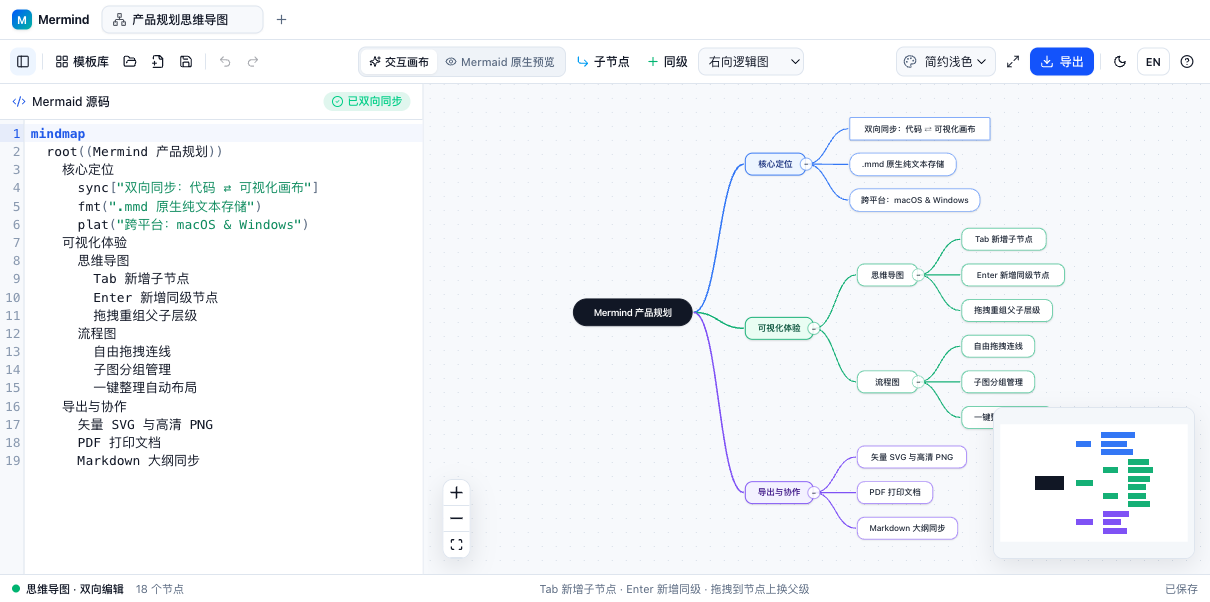 M Mermind 产品规划思维导图
模板库
交互画布 Mermaid 原生预览 子节点 同级 右向逻辑图
简约浅色 导出 EN
</> Mermaid 源码 已双向同步
1 mindmap
2 root((Mermind 产品规划))
3 核心定位
4 sync["双向同步：代码 ⇄ 可视化画布"]
5 fmt(".mmd 原生纯文本存储")
6 plat("跨平台：macOS & Windows")
7 可视化体验
8 思维导图
9 Tab 新增子节点
10 Enter 新增同级节点
11 拖拽重组父子层级
12 流程图
13 自由拖拽连线
14 子图分组管理
15 一键整理自动布局
16 导出与协作
17 矢量 SVG 与高清 PNG
18 PDF 打印文档
19 Markdown 大纲同步
Mermind 产品规划
核心定位
双向同步：代码 ⇄ 可视化画布
.mmd 原生纯文本存储
跨平台：macOS & Windows
可视化体验
思维导图
Tab 新增子节点
Enter 新增同级节点
拖拽重组父子层级
流程图
自由拖拽连线
子图分组管理
一键
导出与协作
矢量 SVG 与高清 PNG
PDF 打印文档
Markdown 大纲同步
思维导图 · 双向编辑 18 个节点
Tab 新增子节点 · Enter 新增同级 · 拖拽到节点上换父级
已保存